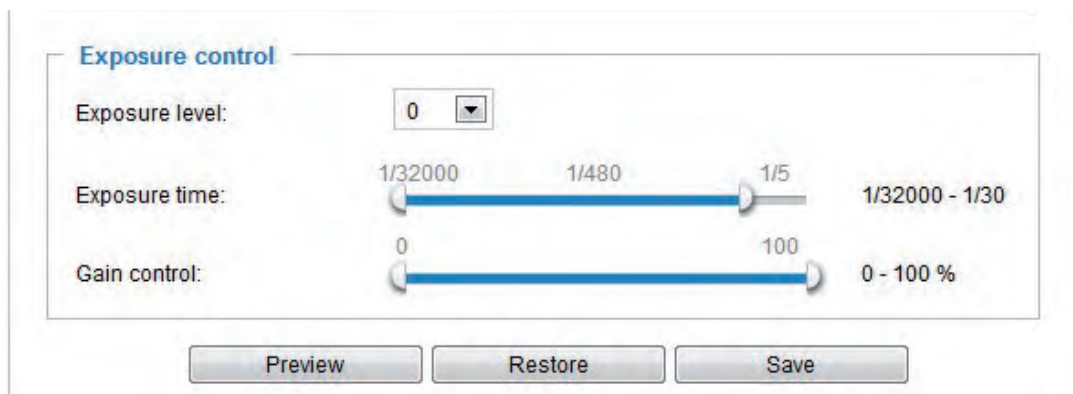 Exposure control
Exposure level: 0
1/32000 1/480 1/5
Exposure time: 1/32000 - 1/30
0 100
Gain control: 0 - 100 %
Preview Restore Save